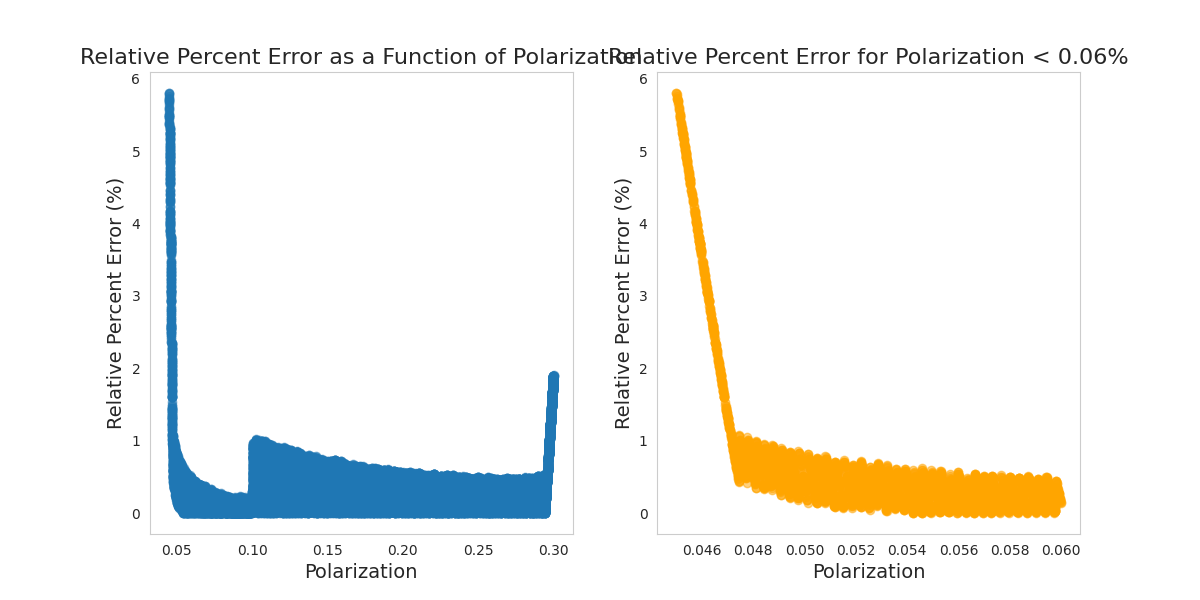 Relative Percent Error as a Function of Polarization
Relative Percent Error (%)
6
5
4
3
2
1
0
0.05 0.10 0.15 0.20 0.25 0.30
Polarization
Relative Percent Error for Polarization < 0.06%
Relative Percent Error (%)
6
5
4
3
2
1
0
0.046 0.048 0.050 0.052 0.054 0.056 0.058 0.060
Polarization